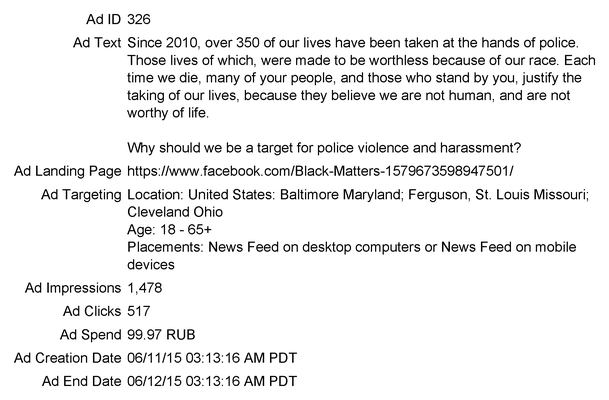 Ad ID 326
Ad Text Since 2010, over 350 of our lives have been taken at the hands of police.
Those lives of which, were made to be worthless because of our race. Each
time we die, many of your people, and those who stand by you, justify the
taking of our lives, because they believe we are not human, and are not
worthy of life.
Why should we be a target for police violence and harassment?
Ad Landing Page https://www.facebook.com/Black-Matters-1579673598947501/
Ad Targeting Location: United States: Baltimore Maryland; Ferguson, St. Louis Missouri;
Cleveland Ohio
Age: 18 - 65+
Placements: News Feed on desktop computers or News Feed on mobile
devices
Ad Impressions 1,478
Ad Clicks 517
Ad Spend 99.97 RUB
Ad Creation Date 06/11/15 03:13:16 AM PDT
Ad End Date 06/12/15 03:13:16 AM PDT